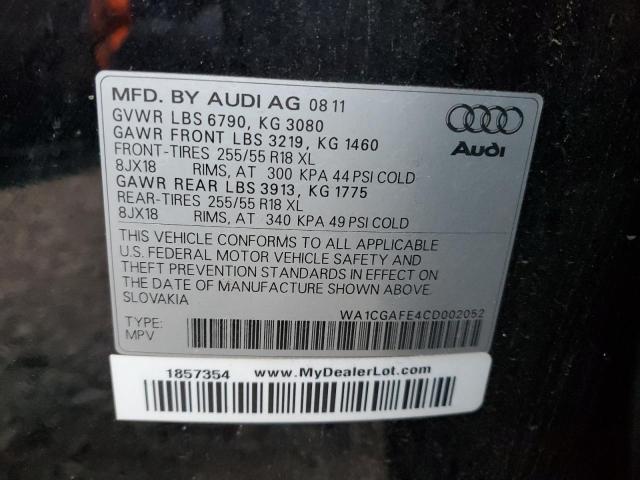 MFD. BY AUDI AG 08 11
GVWR LBS 6790, KG 3080
GAWR FRONT LBS 3219, KG 1460
FRONT-TIRES 255/55 R18 XL
8JX18 RIMS, AT 300 KPA 44 PSI COLD
GAWR REAR LBS 3913, KG 1775
REAR-TIRES 255/55 R18 XL
8JX18 RIMS, AT 340 KPA 49 PSI COLD
Audi
THIS VEHICLE CONFORMS TO ALL APPLICABLE
U.S. FEDERAL MOTOR VEHICLE SAFETY AND
THEFT PREVENTION STANDARDS IN EFFECT ON
THE DATE OF MANUFACTURE SHOWN ABOVE.
SLOVAKIA
TYPE: WA1CGAFE4CD002052
MPV
1857354 www.MyDealerLot.com